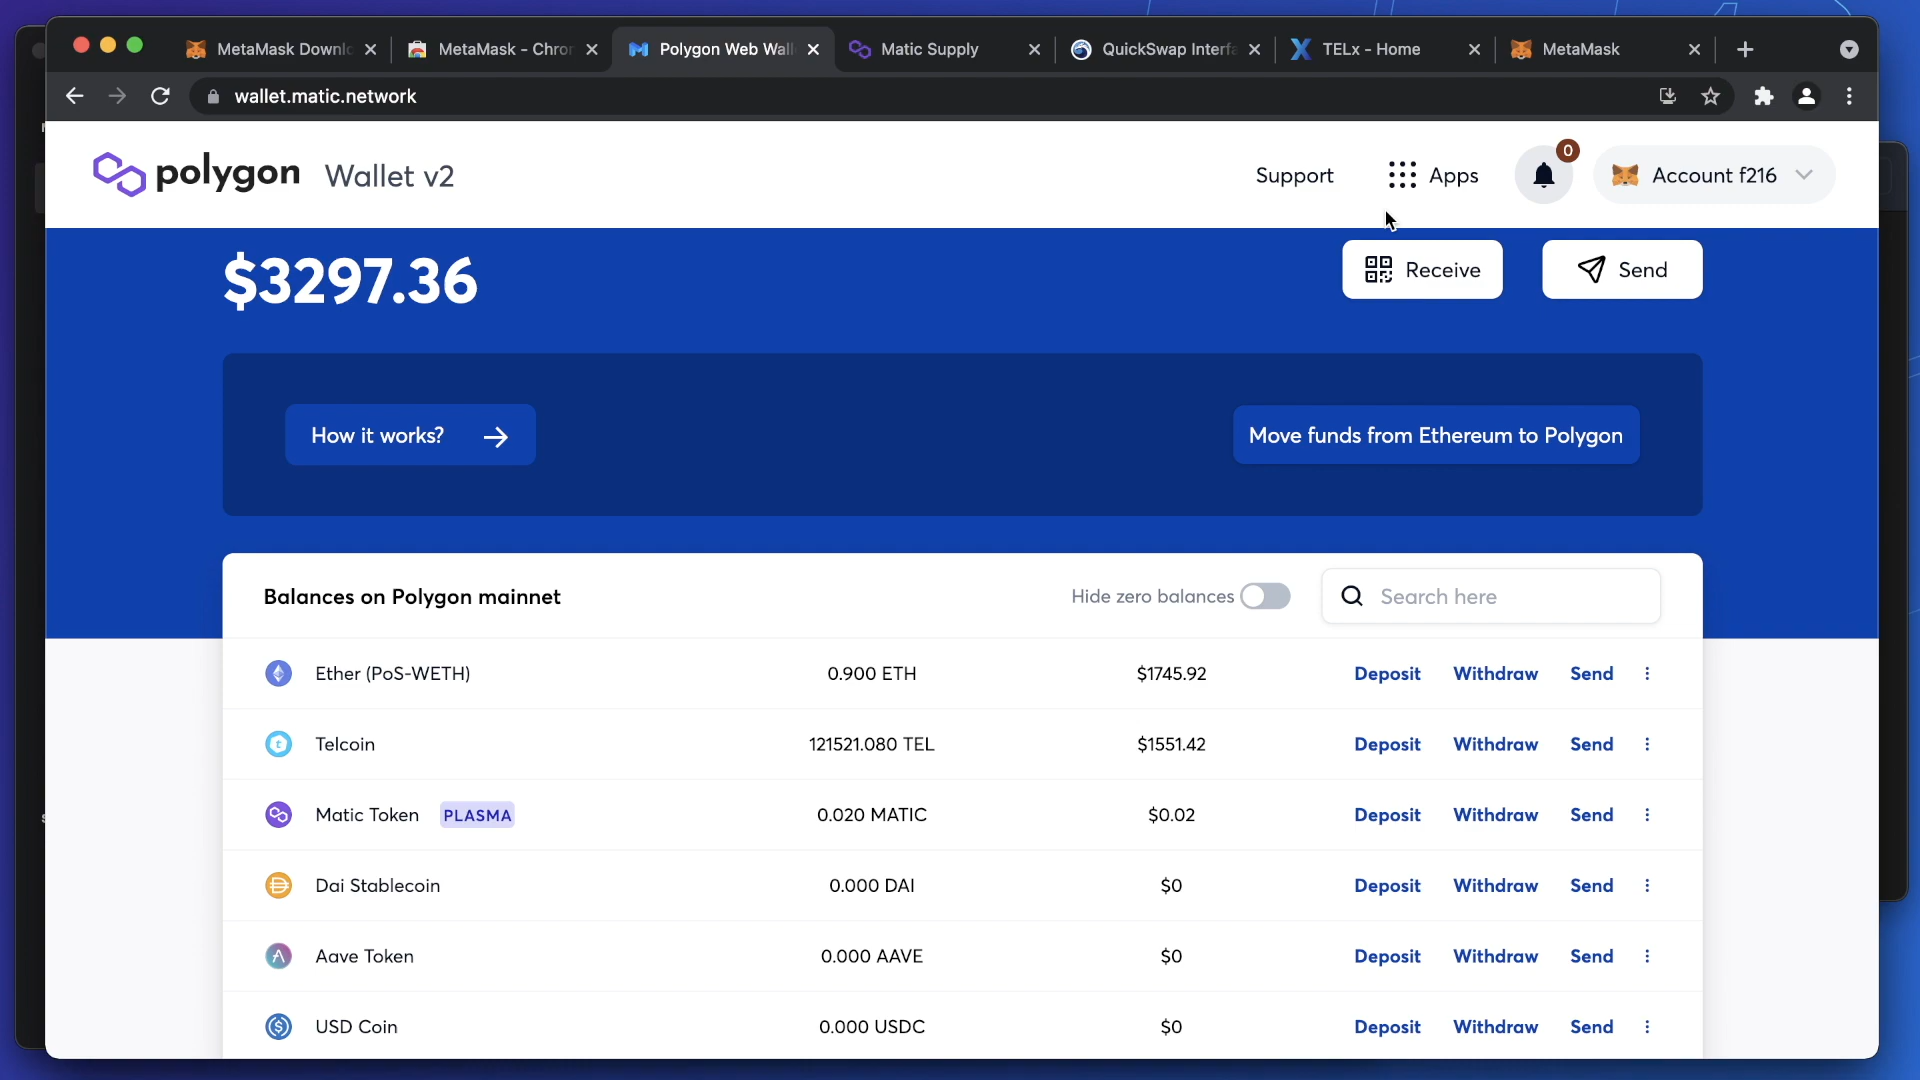 MetaMask Downl
MetaMask - Chron
Polygon Web Wall
Matic Supply
QuickSwap Interfa
TELx - Home
MetaMask
wallet.matic.network
polygon Wallet v2
Support
Apps
0
Account f216
$3297.36
Receive
Send
How it works?
Move funds from Ethereum to Polygon
Balances on Polygon mainnet
Hide zero balances
Search here
Ether (PoS-WETH) 0.900 ETH $1745.92 Deposit Withdraw Send
Telcoin 121521.080 TEL $1551.42 Deposit Withdraw Send
Matic Token PLASMA 0.020 MATIC $0.02 Deposit Withdraw Send
Dai Stablecoin 0.000 DAI $0 Deposit Withdraw Send
Aave Token 0.000 AAVE $0 Deposit Withdraw Send
USD Coin 0.000 USDC $0 Deposit Withdraw Send